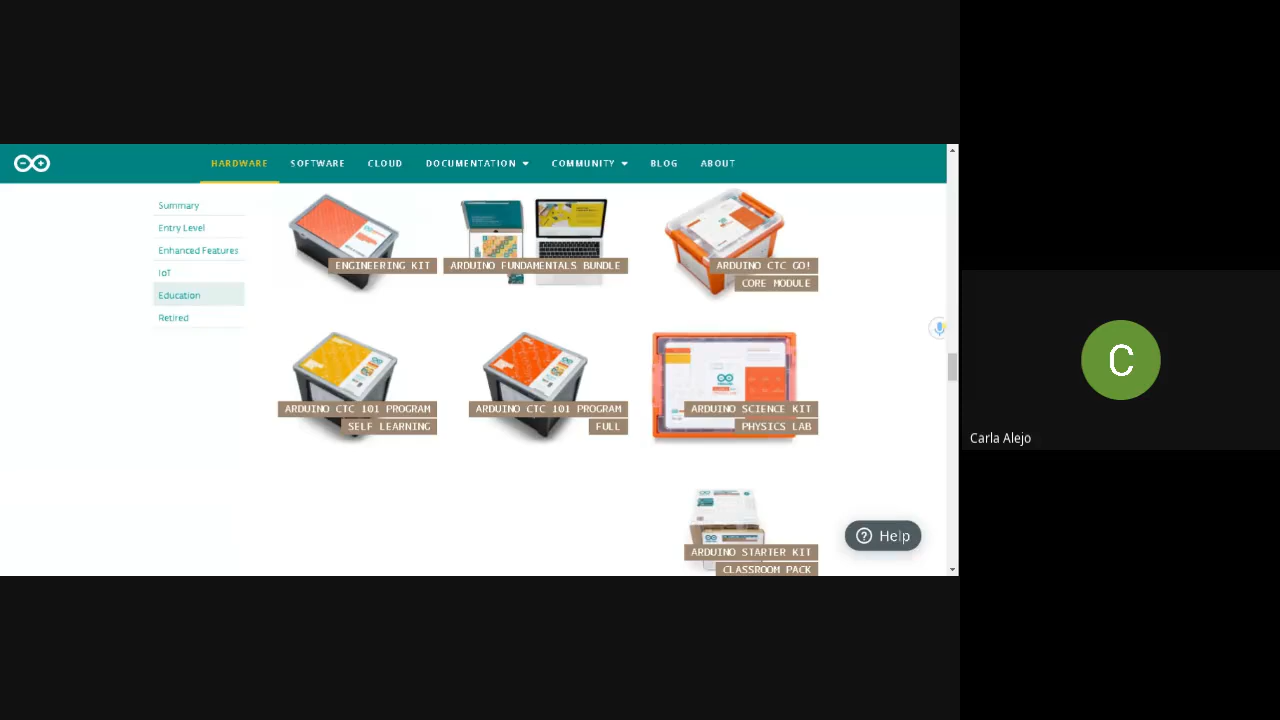 HARDWARE SOFTWARE CLOUD DOCUMENTATION COMMUNITY BLOG ABOUT
Summary
Entry Level
Enhanced Features
IoT
Education
Retired
ENGINEERING KIT
ARDUINO FUNDAMENTALS BUNDLE
ARDUINO CTC GO!
CORE MODULE
ARDUINO CTC 101 PROGRAM
SELF LEARNING
ARDUINO CTC 101 PROGRAM
FULL
ARDUINO SCIENCE KIT
PHYSICS LAB
ARDUINO STARTER KIT
CLASSROOM PACK
Help
C
Carla Alejo